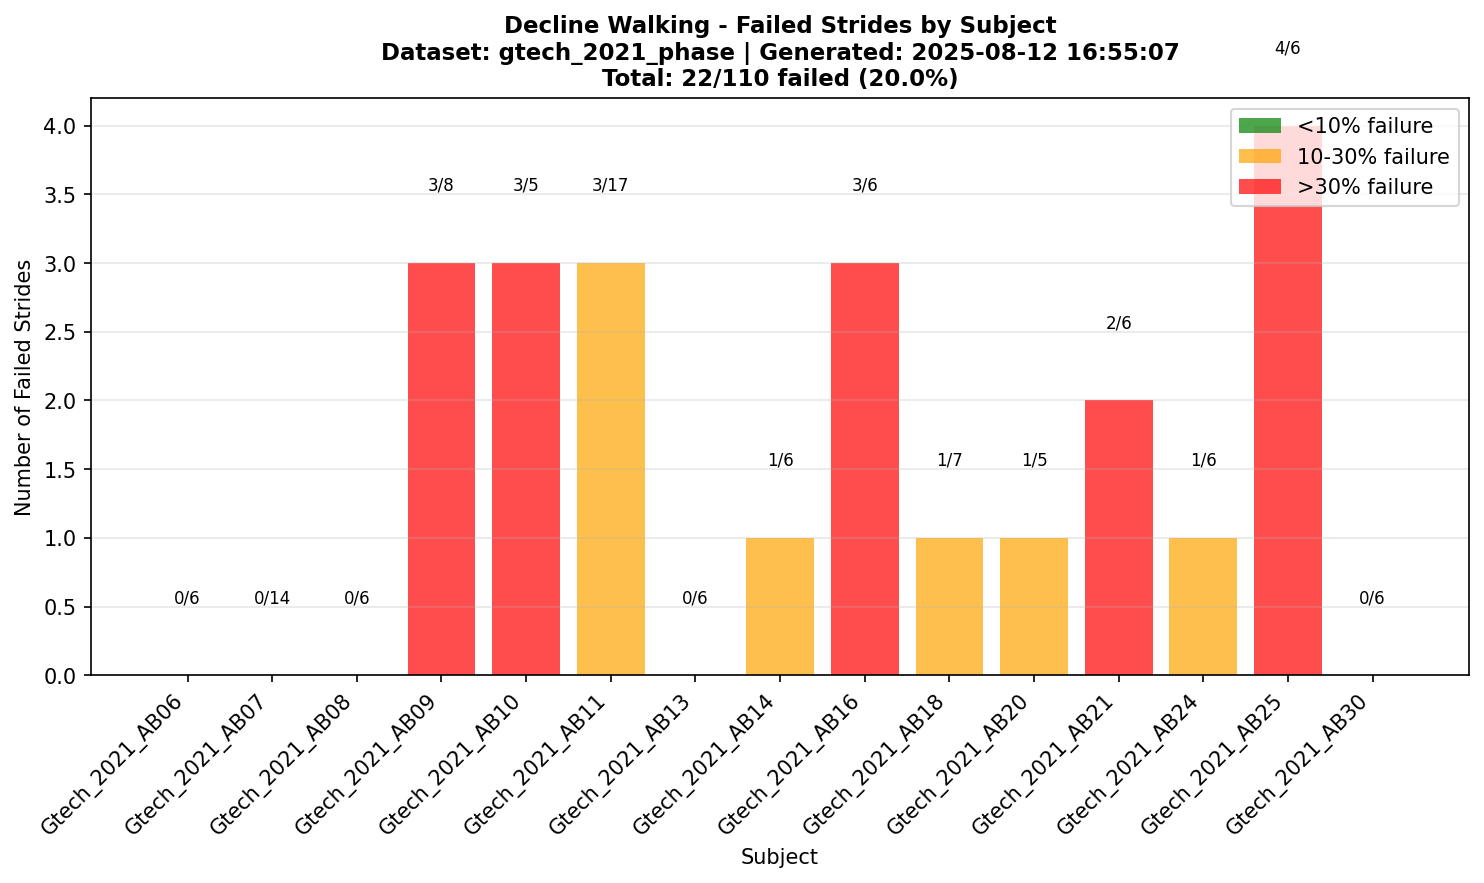 Decline Walking - Failed Strides by Subject
Dataset: gtech_2021_phase | Generated: 2025-08-12 16:55:07
Total: 22/110 failed (20.0%)
4/6
<10% failure
10-30% failure
>30% failure
4.0
3.5
3.0
2.5
2.0
1.5
1.0
0.5
0.0
Number of Failed Strides
3/8
3/5
3/17
3/6
2/6
1/6
1/7
1/5
1/6
0/6
0/14
0/6
0/6
0/6
Gtech_2021_AB06
Gtech_2021_AB07
Gtech_2021_AB08
Gtech_2021_AB09
Gtech_2021_AB10
Gtech_2021_AB11
Gtech_2021_AB13
Gtech_2021_AB14
Gtech_2021_AB16
Gtech_2021_AB18
Gtech_2021_AB20
Gtech_2021_AB21
Gtech_2021_AB24
Gtech_2021_AB25
Gtech_2021_AB30
Subject